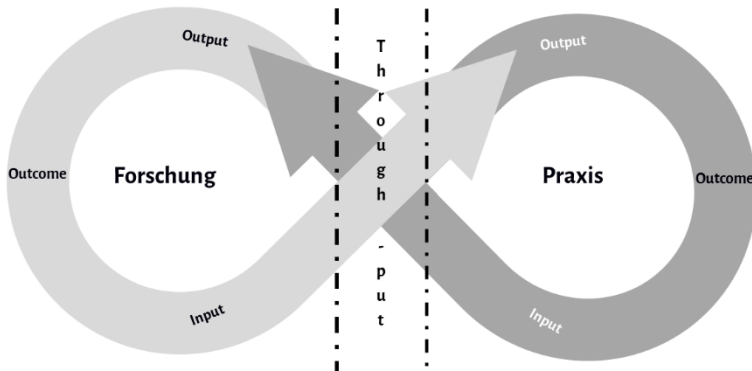 Output
Output
Through-put
Outcome
Forschung
Praxis
Outcome
Input
Input